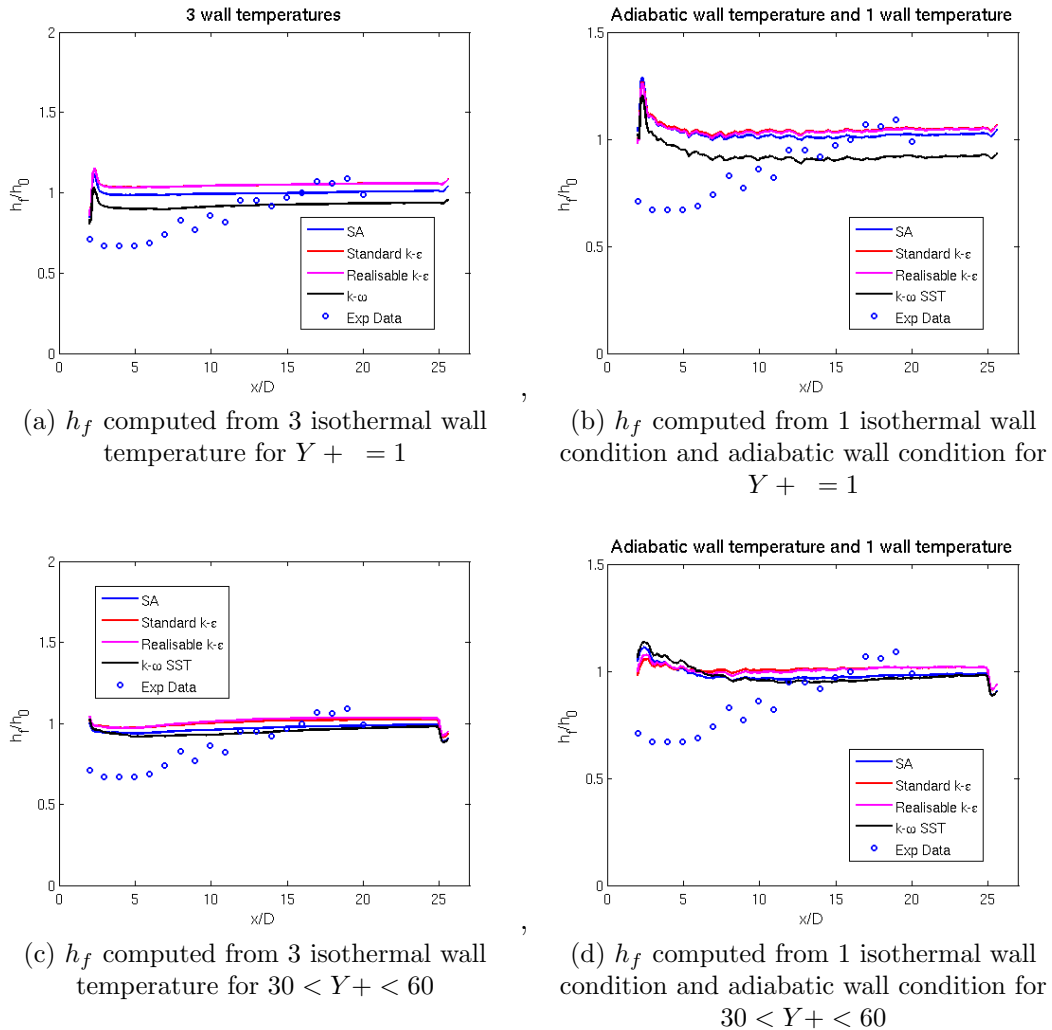 3 wall temperatures
2
1.5
1
0.5
0
h_f/h_0
0 5 10 15 20 25
x/D
SA
Standard k-ε
Realisable k-ε
k-ω
Exp Data
,
(a) h_f computed from 3 isothermal wall
temperature for Y + = 1
Adiabatic wall temperature and 1 wall temperature
1.5
1
0.5
0
h_f/h_0
0 5 10 15 20 25
x/D
SA
Standard k-ε
Realisable k-ε
k-ω SST
Exp Data
(b) h_f computed from 1 isothermal wall
condition and adiabatic wall condition for
Y + = 1
2
1.5
1
0.5
0
h_f/h_0
0 5 10 15 20 25
x/D
SA
Standard k-ε
Realisable k-ε
k-ω SST
Exp Data
,
(c) h_f computed from 3 isothermal wall
temperature for 30 < Y+ < 60
Adiabatic wall temperature and 1 wall temperature
1.5
1
0.5
0
h_f/h_0
0 5 10 15 20 25
x/D
SA
Standard k-ε
Realisable k-ε
k-ω SST
Exp Data
(d) h_f computed from 1 isothermal wall
condition and adiabatic wall condition for
30 < Y+ < 60